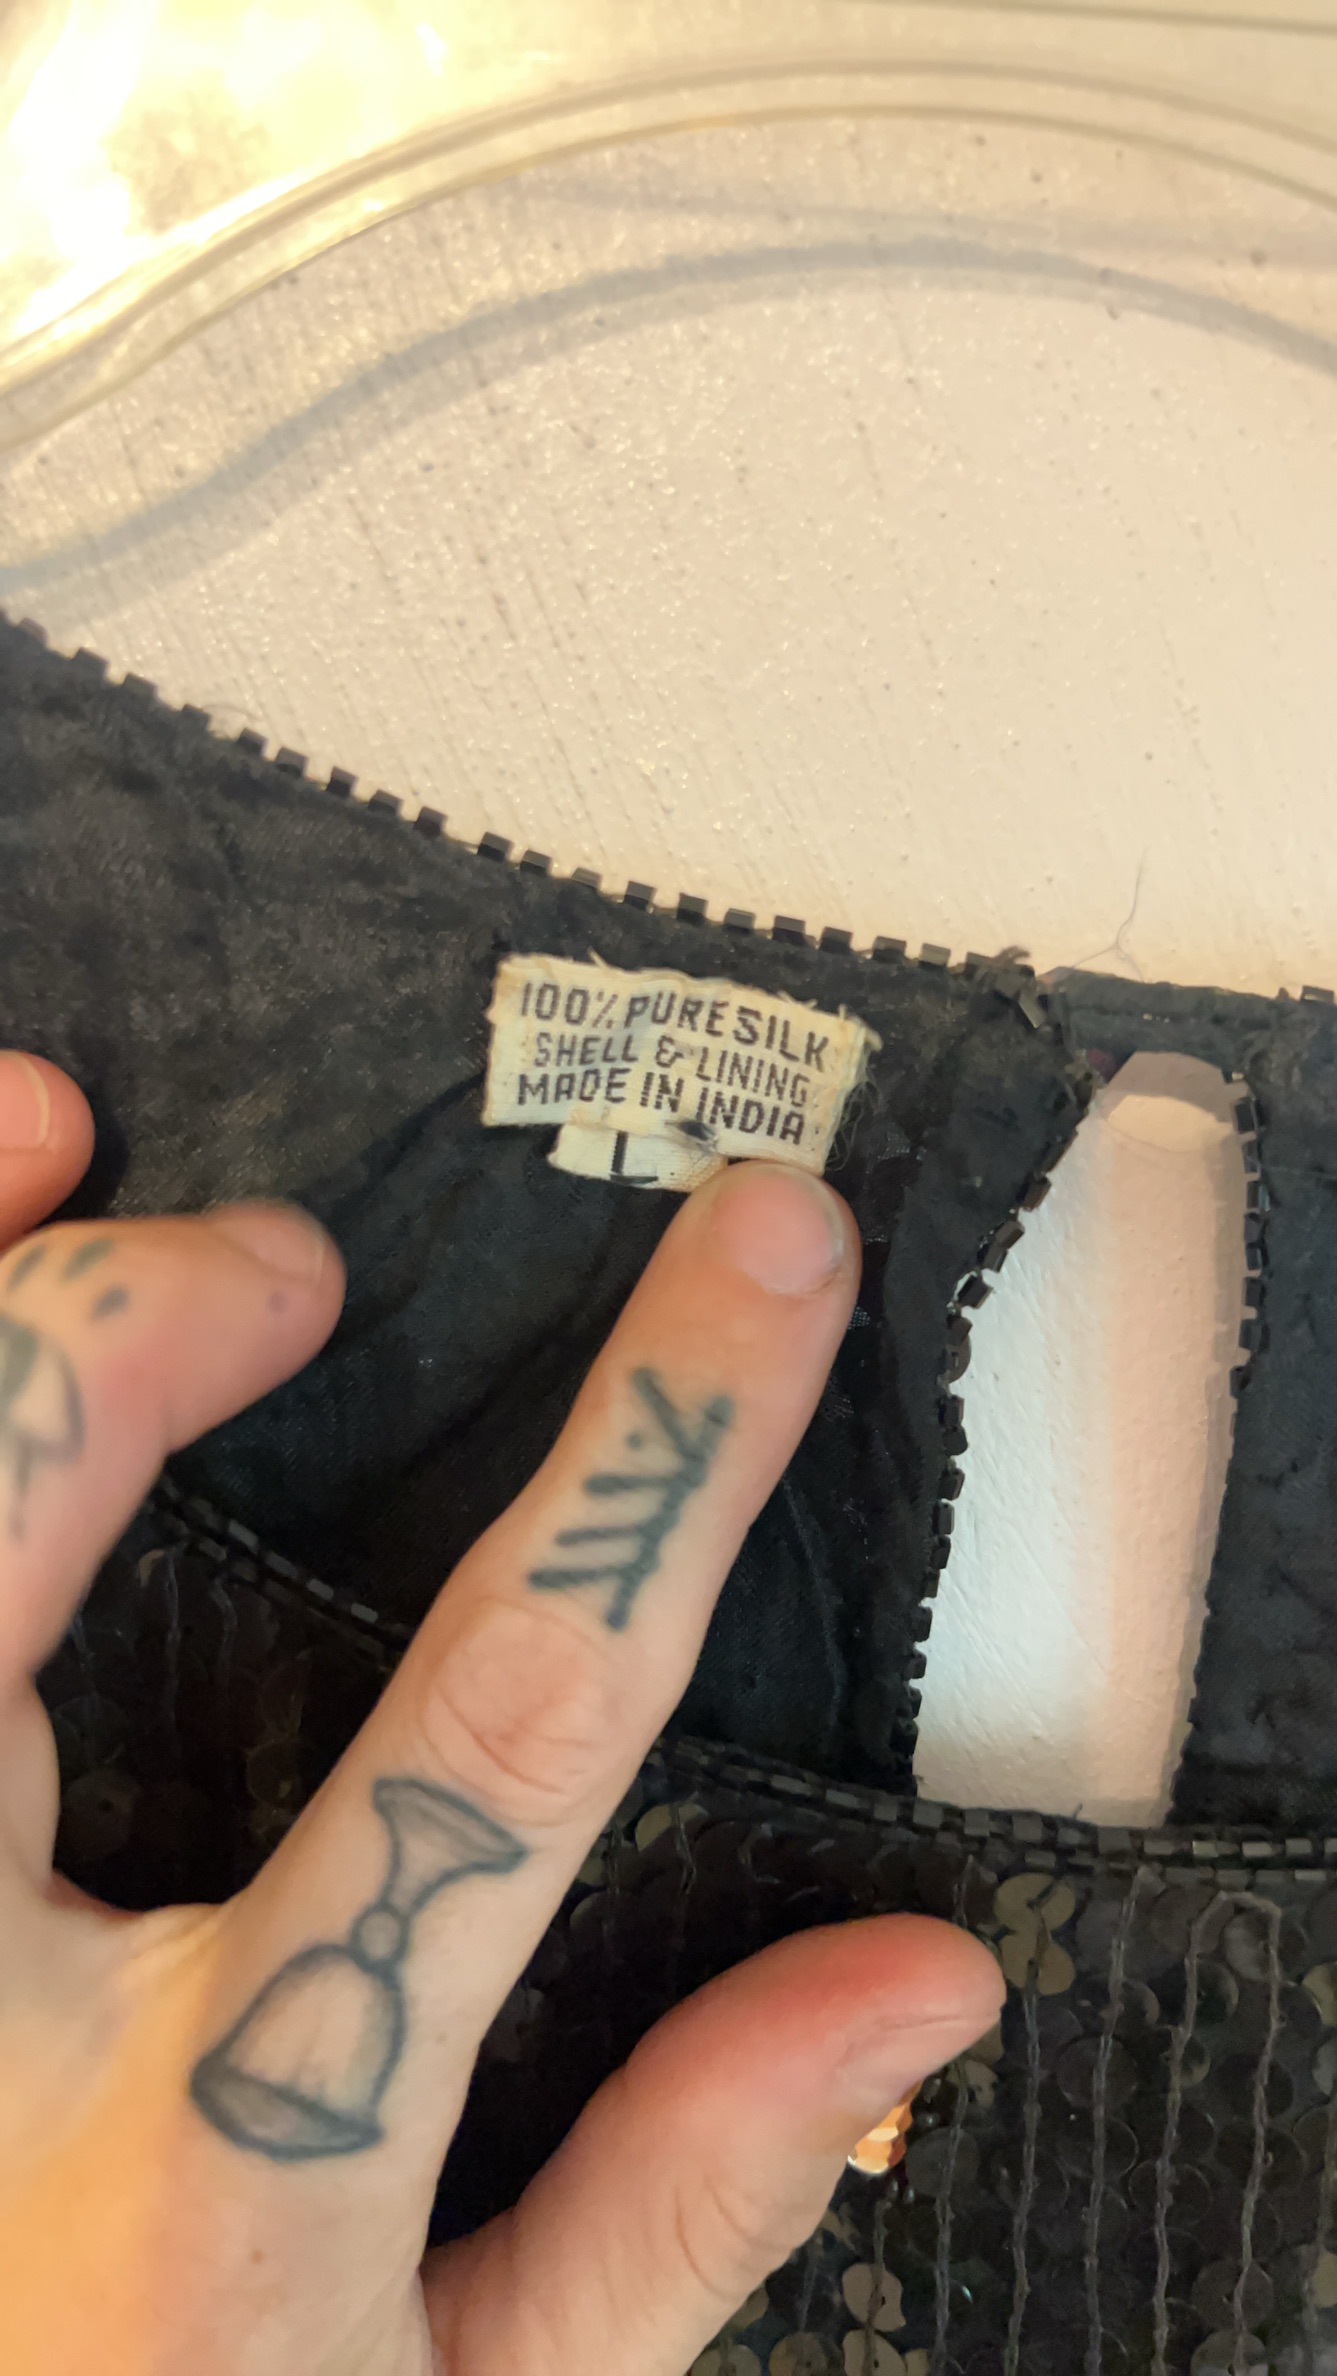 100% PURE SILK
SHELL & LINING
MADE IN INDIA
L